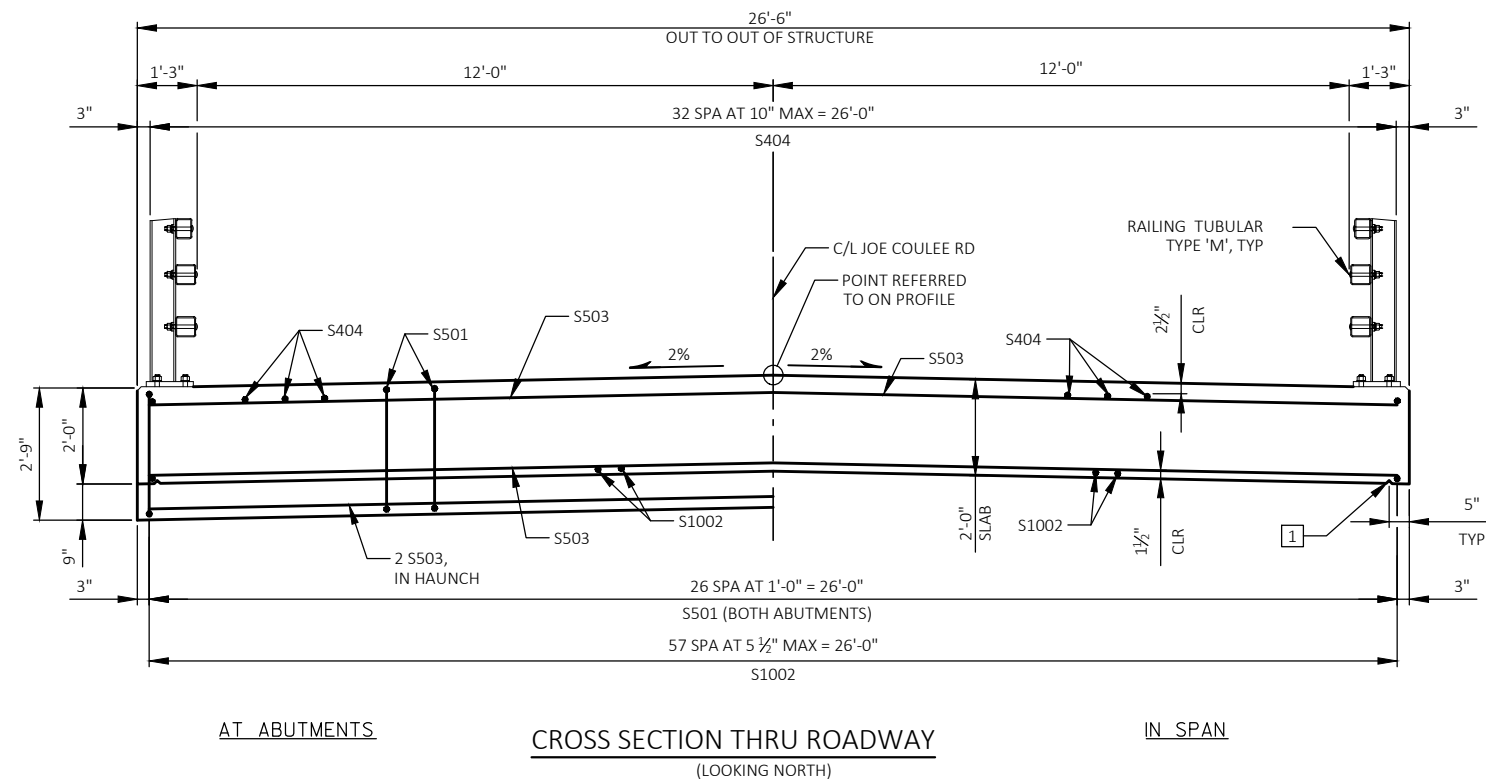 26'-6"
OUT TO OUT OF STRUCTURE
1'-3"
12'-0"
12'-0"
1'-3"
3"
32 SPA AT 10" MAX = 26'-0"
3"
S404
RAILING TUBULAR
TYPE 'M', TYP
C/L JOE COULEE RD
POINT REFERRED
TO ON PROFILE
2½"
CLR
S404
S501
S503
2%
2%
S404
S503
2'-9"
2'-0"
9"
S1002
S503
2 S503,
IN HAUNCH
2'-0"
SLAB
S1002
1½"
CLR
1
5"
TYP
3"
26 SPA AT 1'-0" = 26'-0"
3"
S501 (BOTH ABUTMENTS)
57 SPA AT 5 ½" MAX = 26'-0"
S1002
AT ABUTMENTS
CROSS SECTION THRU ROADWAY
(LOOKING NORTH)
IN SPAN